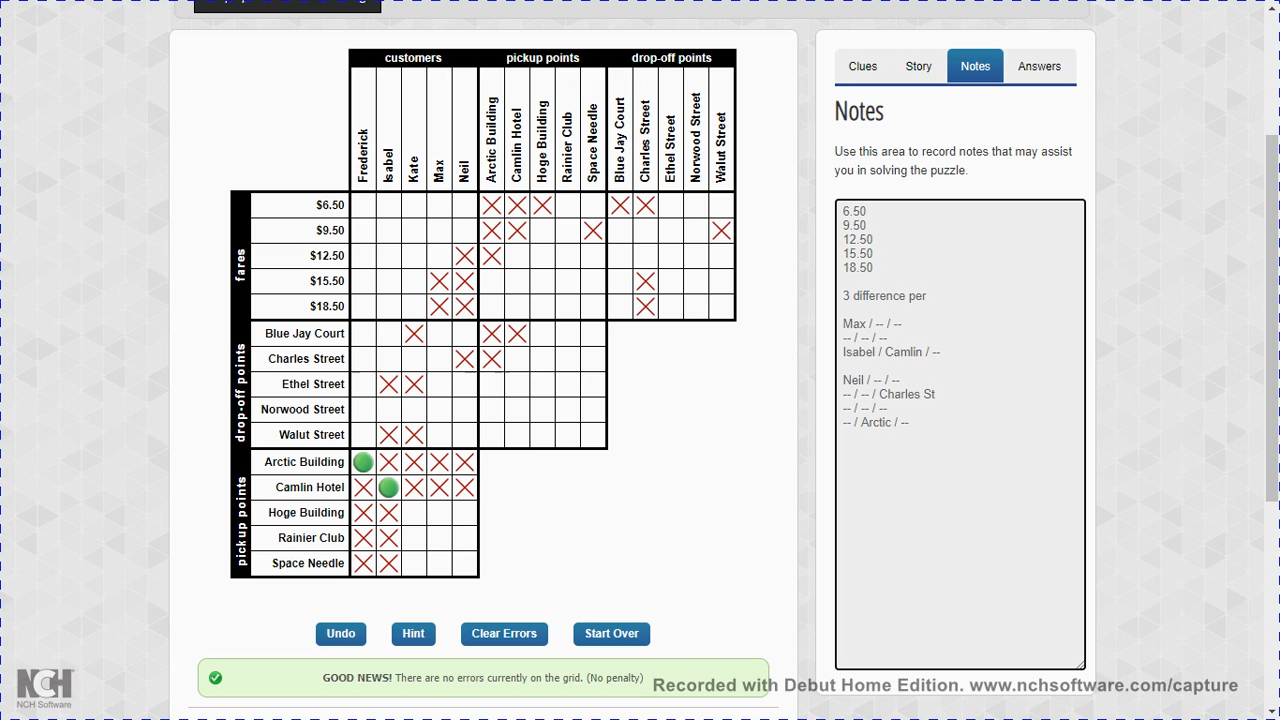 customers pickup points drop-off points
Frederick Isabel Kate Max Neil Arctic Building Camlin Hotel Hoge Building Rainier Club Space Needle Blue Jay Court Charles Street Ethel Street Norwood Street Walut Street
fares
$6.50
$9.50
$12.50
$15.50
$18.50
drop-off points
Blue Jay Court
Charles Street
Ethel Street
Norwood Street
Walut Street
pickup points
Arctic Building
Camlin Hotel
Hoge Building
Rainier Club
Space Needle
Undo Hint Clear Errors Start Over
GOOD NEWS! There are no errors currently on the grid. (No penalty)
Clues Story Notes Answers
Notes
Use this area to record notes that may assist
you in solving the puzzle.
6.50
9.50
12.50
15.50
18.50
3 difference per
Max / -- / --
-- / -- / --
Isabel / Camlin / --
Neil / -- / --
-- / -- / Charles St
-- / -- / --
-- / Arctic / --
NCH
NCH Software
Recorded with Debut Home Edition. www.nchsoftware.com/capture